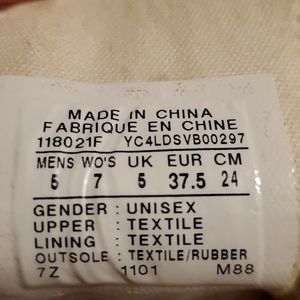 MADE IN CHINA
FABRIQUE EN CHINE
118021F YC4LDSVB00297
MENS WO'S UK EUR CM
5 7 5 37.5 24
GENDER : UNISEX
UPPER : TEXTILE
LINING : TEXTILE
OUTSOLE : TEXTILE/RUBBER
7Z 1101 M88